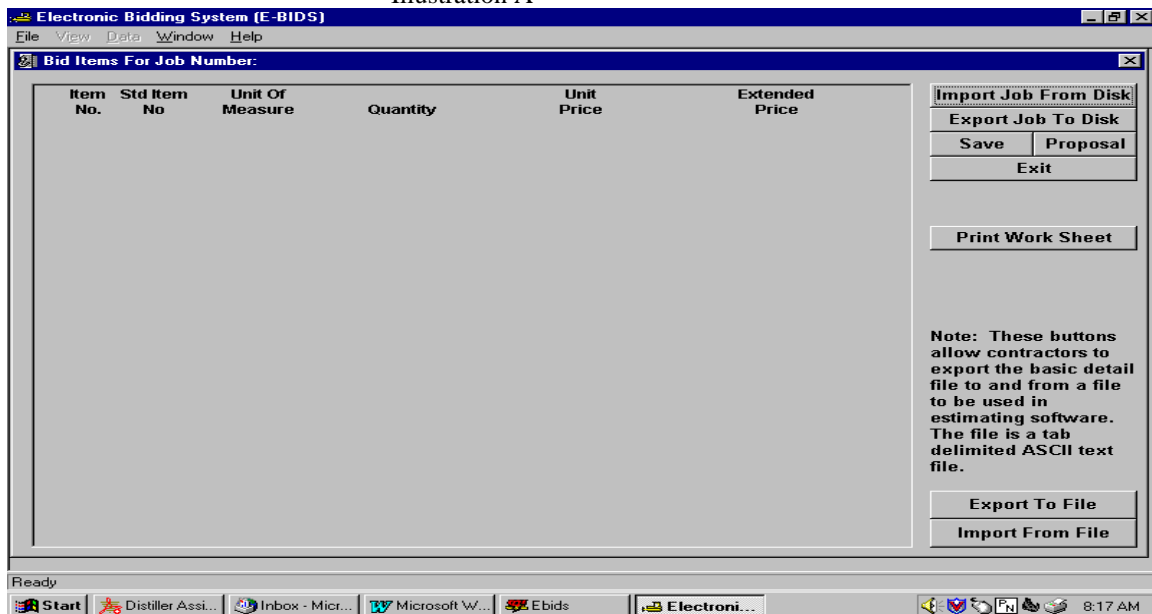 Illustration A
Electronic Bidding System (E-BIDS)
File View Data Window Help
Bid Items For Job Number:
Item Std Item Unit Of Unit Extended
No. No Measure Quantity Price Price
Import Job From Disk
Export Job To Disk
Save Proposal
Exit
Print Work Sheet
Note: These buttons
allow contractors to
export the basic detail
file to and from a file
to be used in
estimating software.
The file is a tab
delimited ASCII text
file.
Export To File
Import From File
Ready
Start Distiller Assi... Inbox - Micr... Microsoft W... Ebids Electroni... 8:17 AM